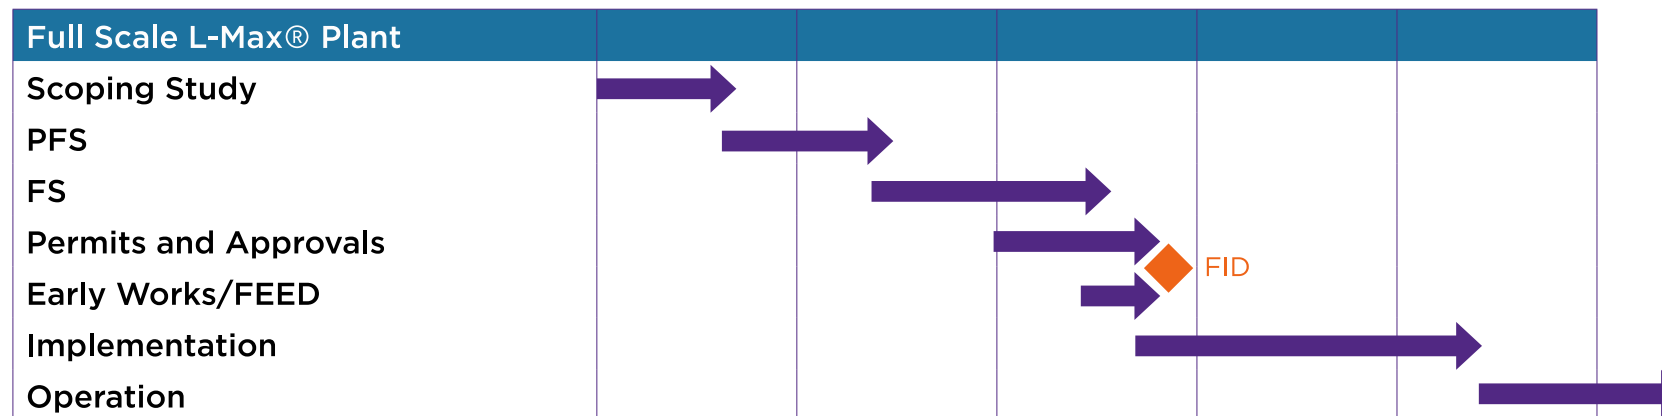 Full Scale L-Max® Plant
Scoping Study
PFS
FS
Permits and Approvals
FID
Early Works/FEED
Implementation
Operation